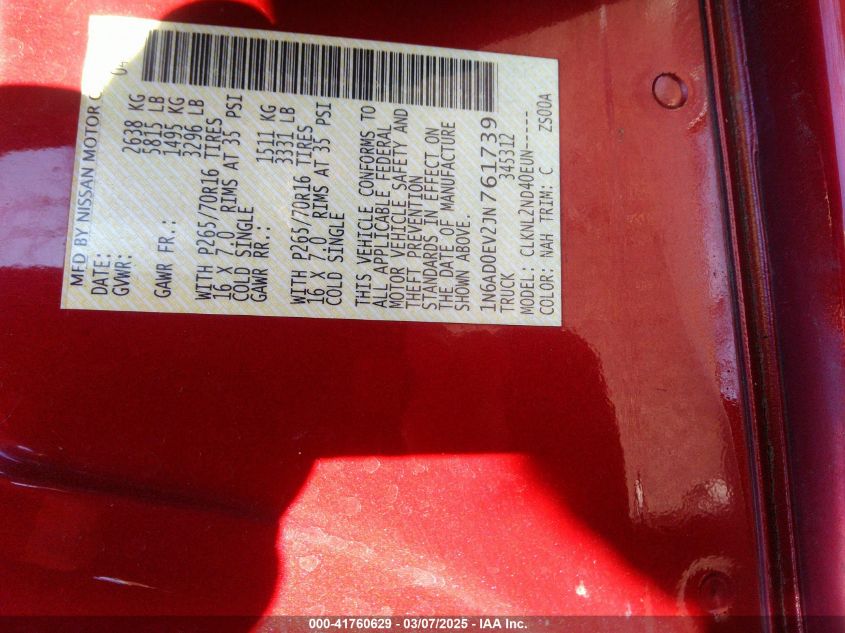 MFD BY NISSAN MOTOR C
DATE: 04
GVWR: 2638 KG
5815 LB
GAWR FR.: 1495 KG
3296 LB
WITH P265/70R16 TIRES
16 X 7.0 RIMS AT 35 PSI
COLD SINGLE
GAWR RR.: 1511 KG
3331 LB
WITH P265/70R16 TIRES
16 X 7.0 RIMS AT 35 PSI
COLD SINGLE
THIS VEHICLE CONFORMS TO
ALL APPLICABLE FEDERAL
MOTOR VEHICLE SAFETY AND
THEFT PREVENTION
STANDARDS IN EFFECT ON
THE DATE OF MANUFACTURE
SHOWN ABOVE.
1N6AD0EV2JN761739
TRUCK 345312
MODEL: CLKNL2ND40EUN-----
COLOR: NAH TRIM: C ZS00A
000-41760629 - 03/07/2025 - IAA Inc.